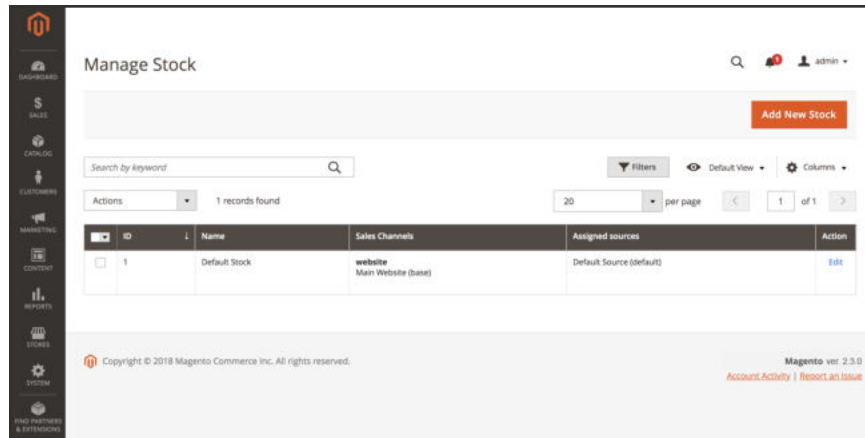 DASHBOARD
SALES
CATALOG
CUSTOMERS
MARKETING
CONTENT
REPORTS
STORES
SYSTEM
FIND PARTNERS
& EXTENSIONS
Manage Stock
admin
Add New Stock
Search by keyword
Filters
Default View
Columns
Actions
1 records found
20
per page
1
of 1
ID
Name
Sales Channels
Assigned sources
Action
1
Default Stock
website
Main Website (base)
Default Source (default)
Edit
Copyright © 2018 Magento Commerce Inc. All rights reserved.
Magento ver. 2.3.0
Account Activity | Report an Issue